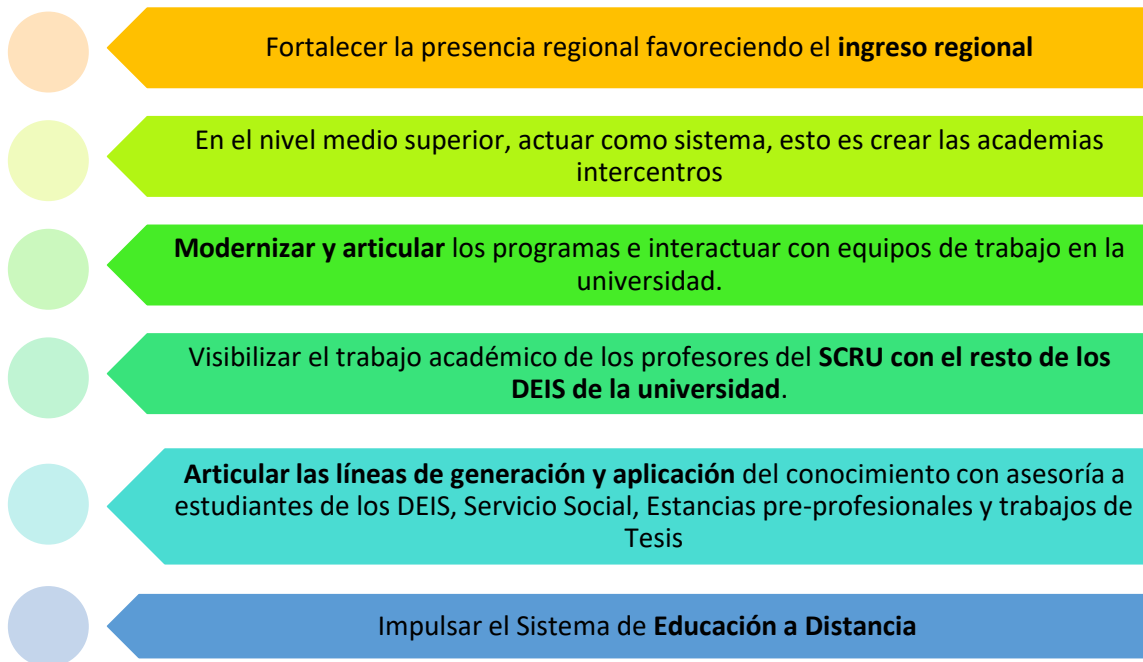 Fortalecer la presencia regional favoreciendo el ingreso regional
En el nivel medio superior, actuar como sistema, esto es crear las academias
intercentros
Modernizar y articular los programas e interactuar con equipos de trabajo en la
universidad.
Visibilizar el trabajo académico de los profesores del SCRU con el resto de los
DEIS de la universidad.
Articular las líneas de generación y aplicación del conocimiento con asesoría a
estudiantes de los DEIS, Servicio Social, Estancias pre-profesionales y trabajos de
Tesis
Impulsar el Sistema de Educación a Distancia